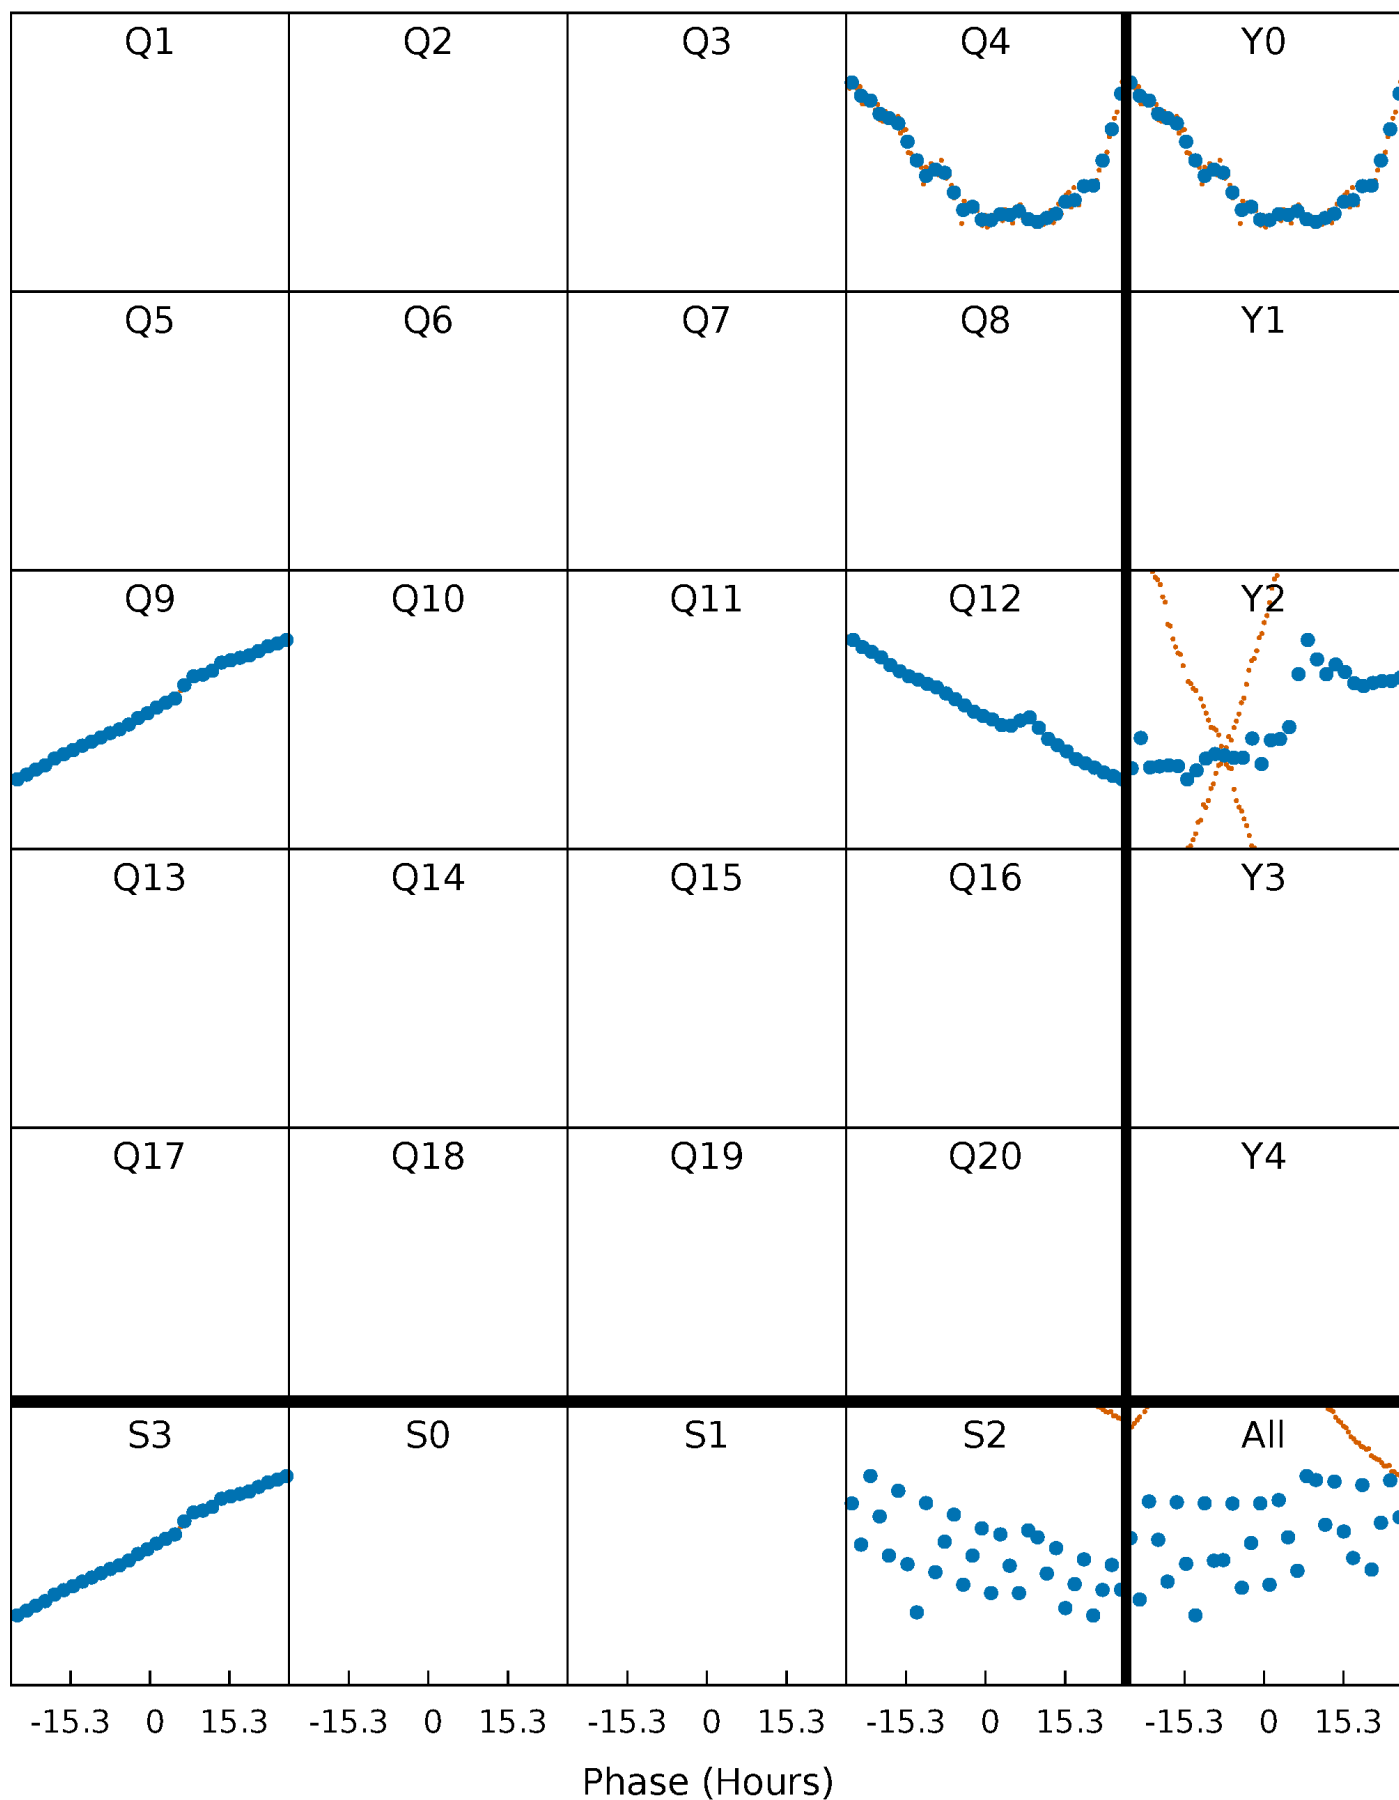 Q1 Q2 Q3 Q4 Y0
Q5 Q6 Q7 Q8 Y1
Q9 Q10 Q11 Q12 Y2
Q13 Q14 Q15 Q16 Y3
Q17 Q18 Q19 Q20 Y4
S3 S0 S1 S2 All
-15.3 0 15.3 -15.3 0 15.3 -15.3 0 15.3 -15.3 0 15.3 -15.3 0 15.3
Phase (Hours)